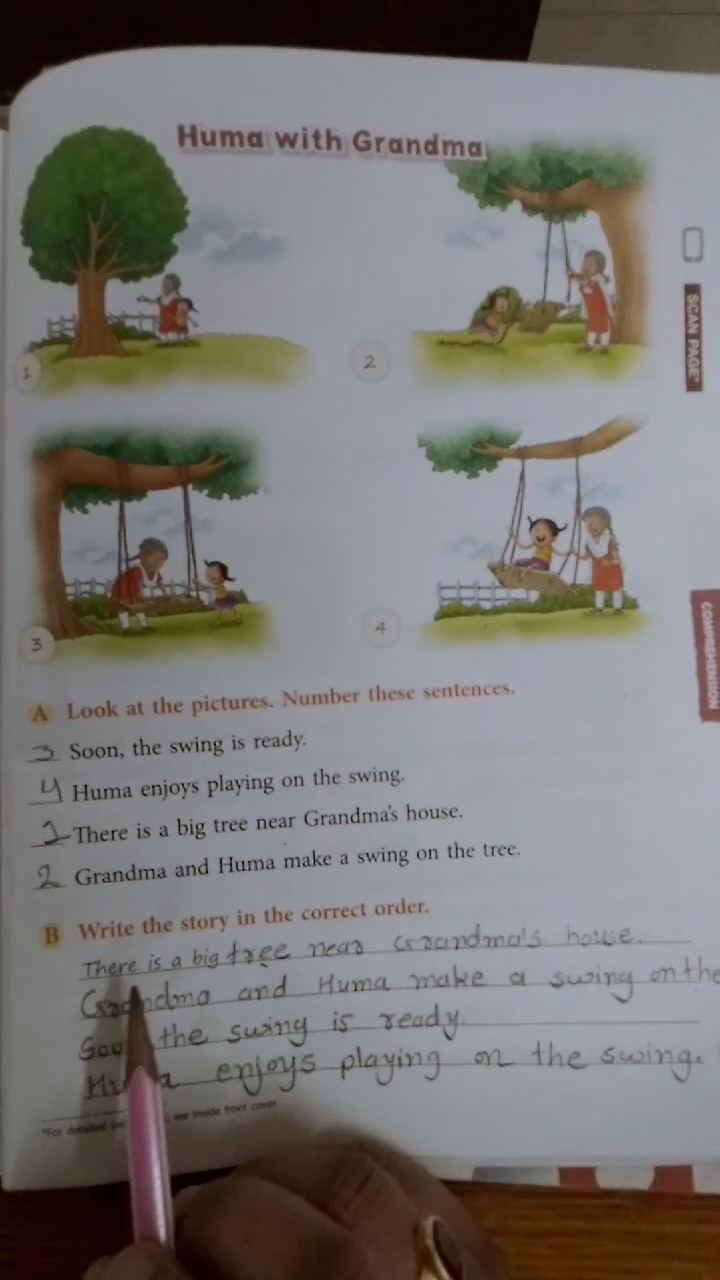 Huma with Grandma
1
2
SCAN PAGE*
3
4
COMPREHENSION
A Look at the pictures. Number these sentences.
3 Soon, the swing is ready.
4 Huma enjoys playing on the swing.
1 There is a big tree near Grandma's house.
2 Grandma and Huma make a swing on the tree.
B Write the story in the correct order.
There is a big tree near Grandma's house.
Grandma and Huma make a swing on the
the swing is ready.
enjoys playing on the swing.
*For detailed see inside front cover